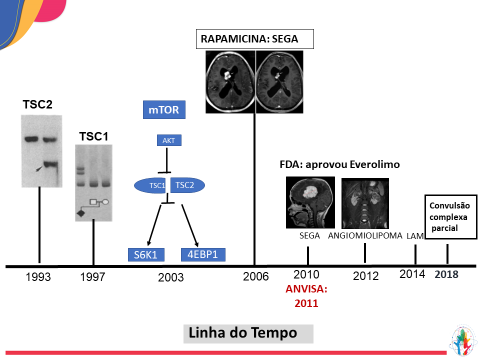 RAPAMICINA: SEGA
TSC2
mTOR
TSC1
AKT
FDA: aprovou Everolimo
TSC1
TSC2
Convulsão
complexa
parcial
SEGA
ANGIOMIOLIPOMA
LAM
S6K1
4EBP1
1993
1997
2003
2006
2010
2012
2014
2018
ANVISA:
2011
Linha do Tempo